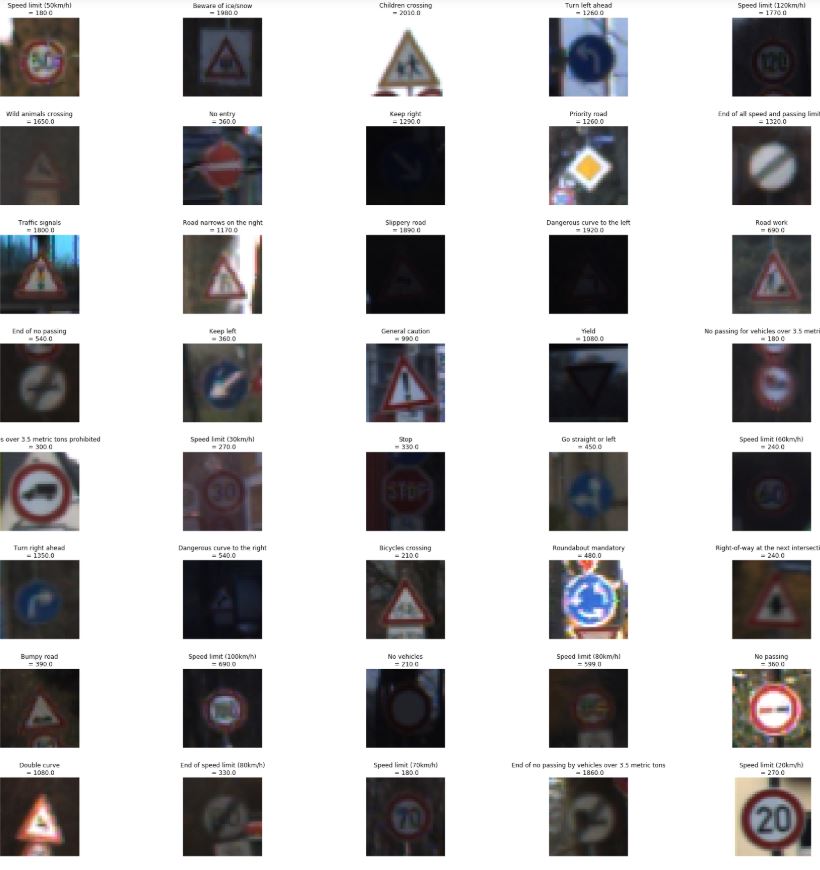 Speed limit (50km/h)
= 180.0
Beware of ice/snow
= 1980.0
Children crossing
= 2010.0
Turn left ahead
= 1260.0
Speed limit (120km/h)
= 1770.0
120
Wild animals crossing
= 1650.0
No entry
= 360.0
Keep right
= 1290.0
Priority road
= 1260.0
End of all speed and passing limit
= 1320.0
Traffic signals
= 1800.0
Road narrows on the right
= 1170.0
Slippery road
= 1890.0
Dangerous curve to the left
= 1920.0
Road work
= 690.0
End of no passing
= 540.0
Keep left
= 360.0
General caution
= 990.0
Yield
= 1080.0
No passing for vehicles over 3.5 metri
= 180.0
s over 3.5 metric tons prohibited
= 300.0
Speed limit (30km/h)
= 270.0
30
Stop
= 330.0
STOP
Go straight or left
= 450.0
Speed limit (60km/h)
= 240.0
60
Turn right ahead
= 1350.0
Dangerous curve to the right
= 540.0
Bicycles crossing
= 210.0
Roundabout mandatory
= 480.0
Right-of-way at the next intersecti
= 240.0
Bumpy road
= 390.0
Speed limit (100km/h)
= 690.0
No vehicles
= 210.0
Speed limit (80km/h)
= 599.0
No passing
= 360.0
Double curve
= 1080.0
End of speed limit (80km/h)
= 330.0
Speed limit (70km/h)
= 180.0
70
End of no passing by vehicles over 3.5 metric tons
= 1860.0
Speed limit (20km/h)
= 270.0
20